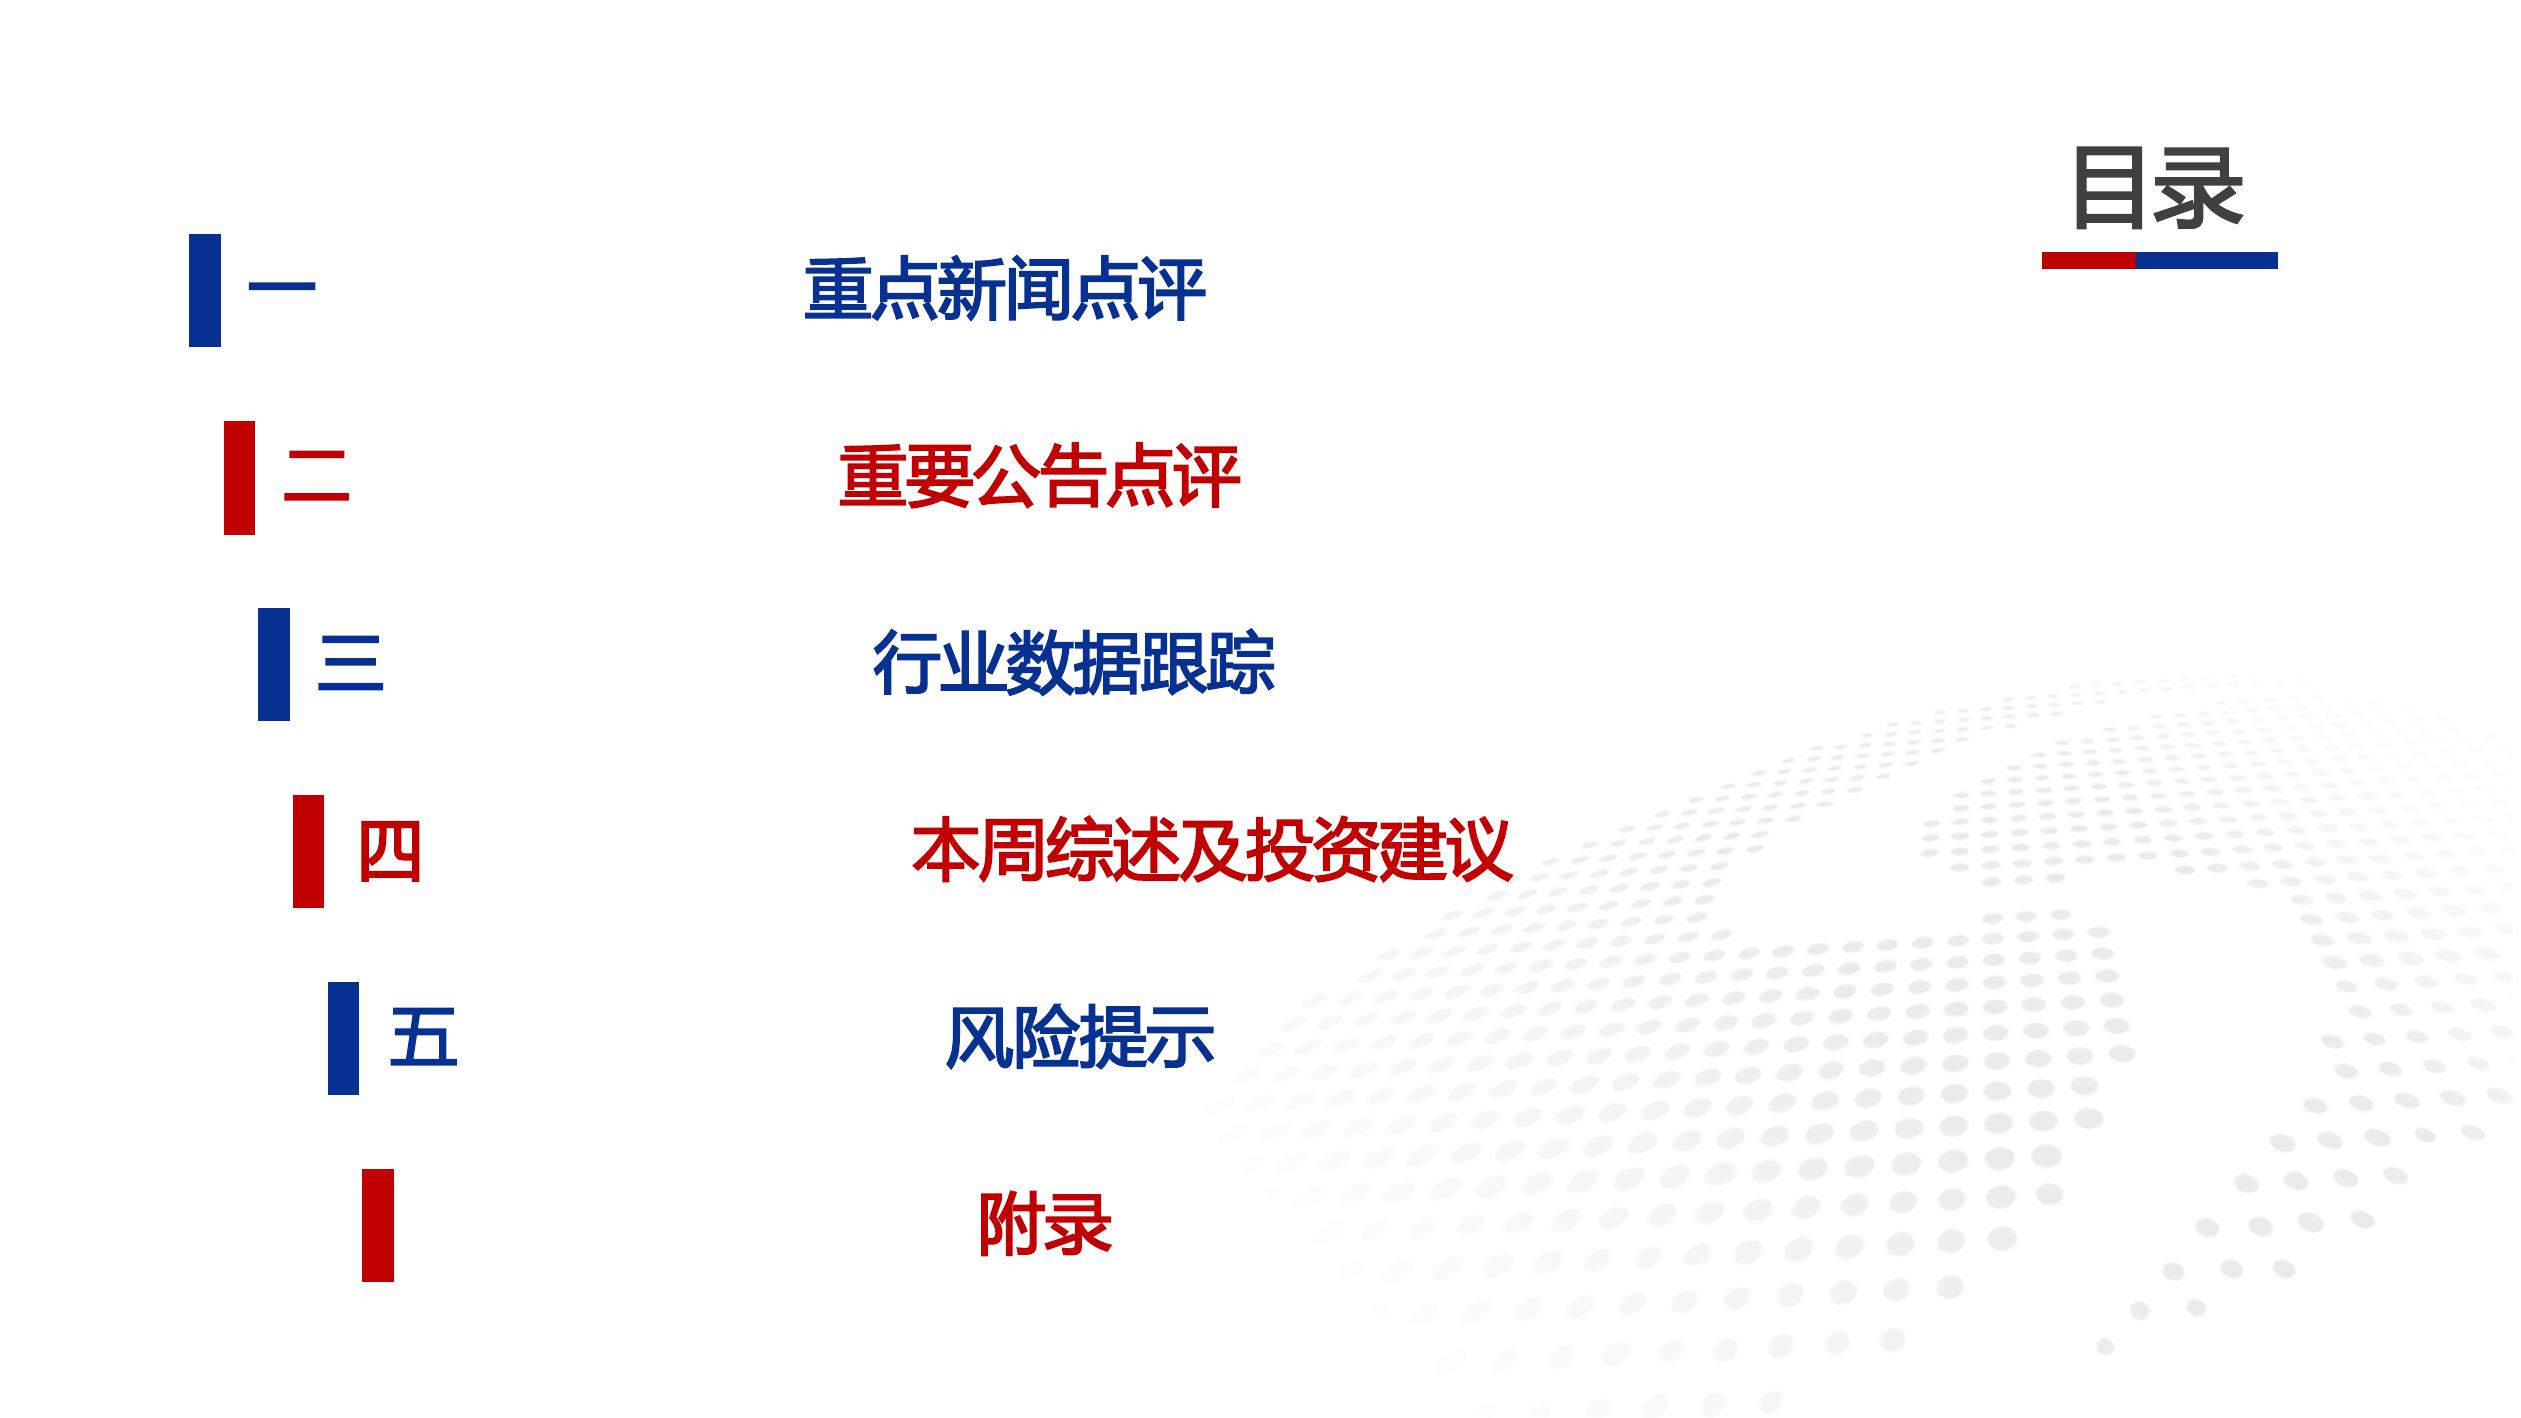 目录
一 重点新闻点评
二 重要公告点评
三 行业数据跟踪
四 本周综述及投资建议
五 风险提示
附录